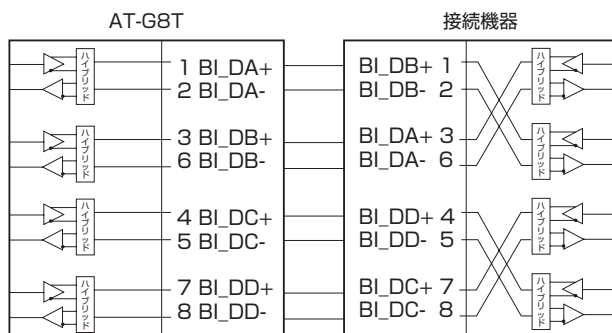 AT-G8T
接続機器
ハイブリッド
1 BI_DA+
2 BI_DA-
BI_DB+ 1
BI_DB- 2
ハイブリッド
ハイブリッド
3 BI_DB+
6 BI_DB-
BI_DA+ 3
BI_DA- 6
ハイブリッド
ハイブリッド
4 BI_DC+
5 BI_DC-
BI_DD+ 4
BI_DD- 5
ハイブリッド
ハイブリッド
7 BI_DD+
8 BI_DD-
BI_DC+ 7
BI_DC- 8
ハイブリッド